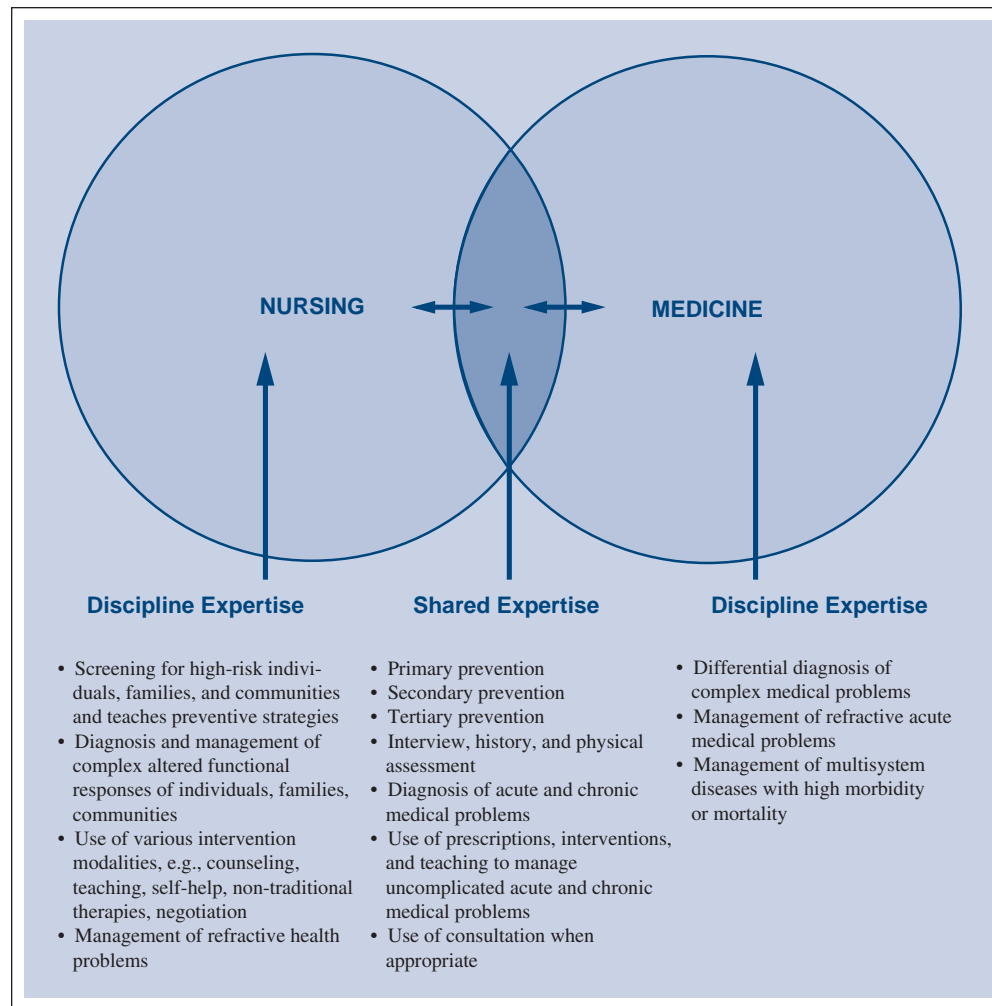 NURSING
MEDICINE
Discipline Expertise
Shared Expertise
Discipline Expertise
• Screening for high-risk indivi-
duals, families, and communities
and teaches preventive strategies
• Diagnosis and management of
complex altered functional
responses of individuals, families,
communities
• Use of various intervention
modalities, e.g., counseling,
teaching, self-help, non-traditional
therapies, negotiation
• Management of refractive health
problems
• Primary prevention
• Secondary prevention
• Tertiary prevention
• Interview, history, and physical
assessment
• Diagnosis of acute and chronic
medical problems
• Use of prescriptions, interventions,
and teaching to manage
uncomplicated acute and chronic
medical problems
• Use of consultation when
appropriate
• Differential diagnosis of
complex medical problems
• Management of refractive acute
medical problems
• Management of multisystem
diseases with high morbidity
or mortality